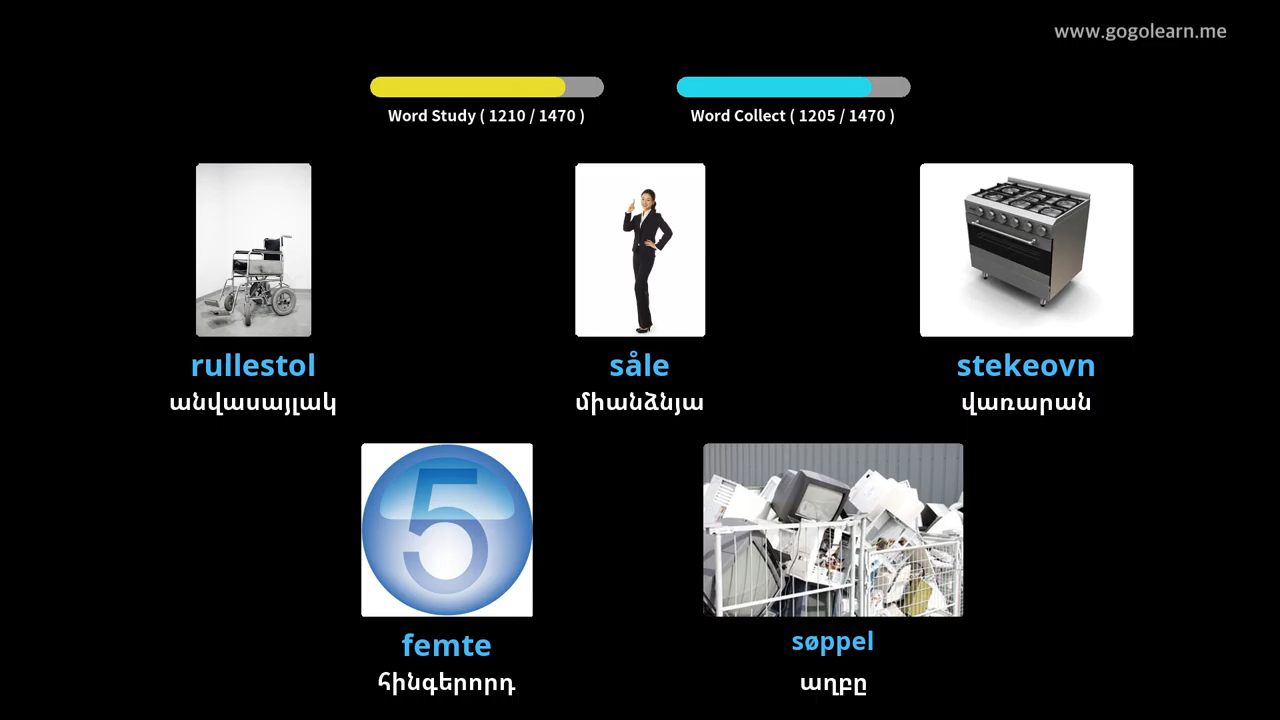 www.gogolearn.me
Word Study ( 1210 / 1470 )
Word Collect ( 1205 / 1470 )
rullestol
såle
stekeovn
անվասայլակ
միանձնյա
վառարան
5
femte
søppel
հինգերորդ
աղբը